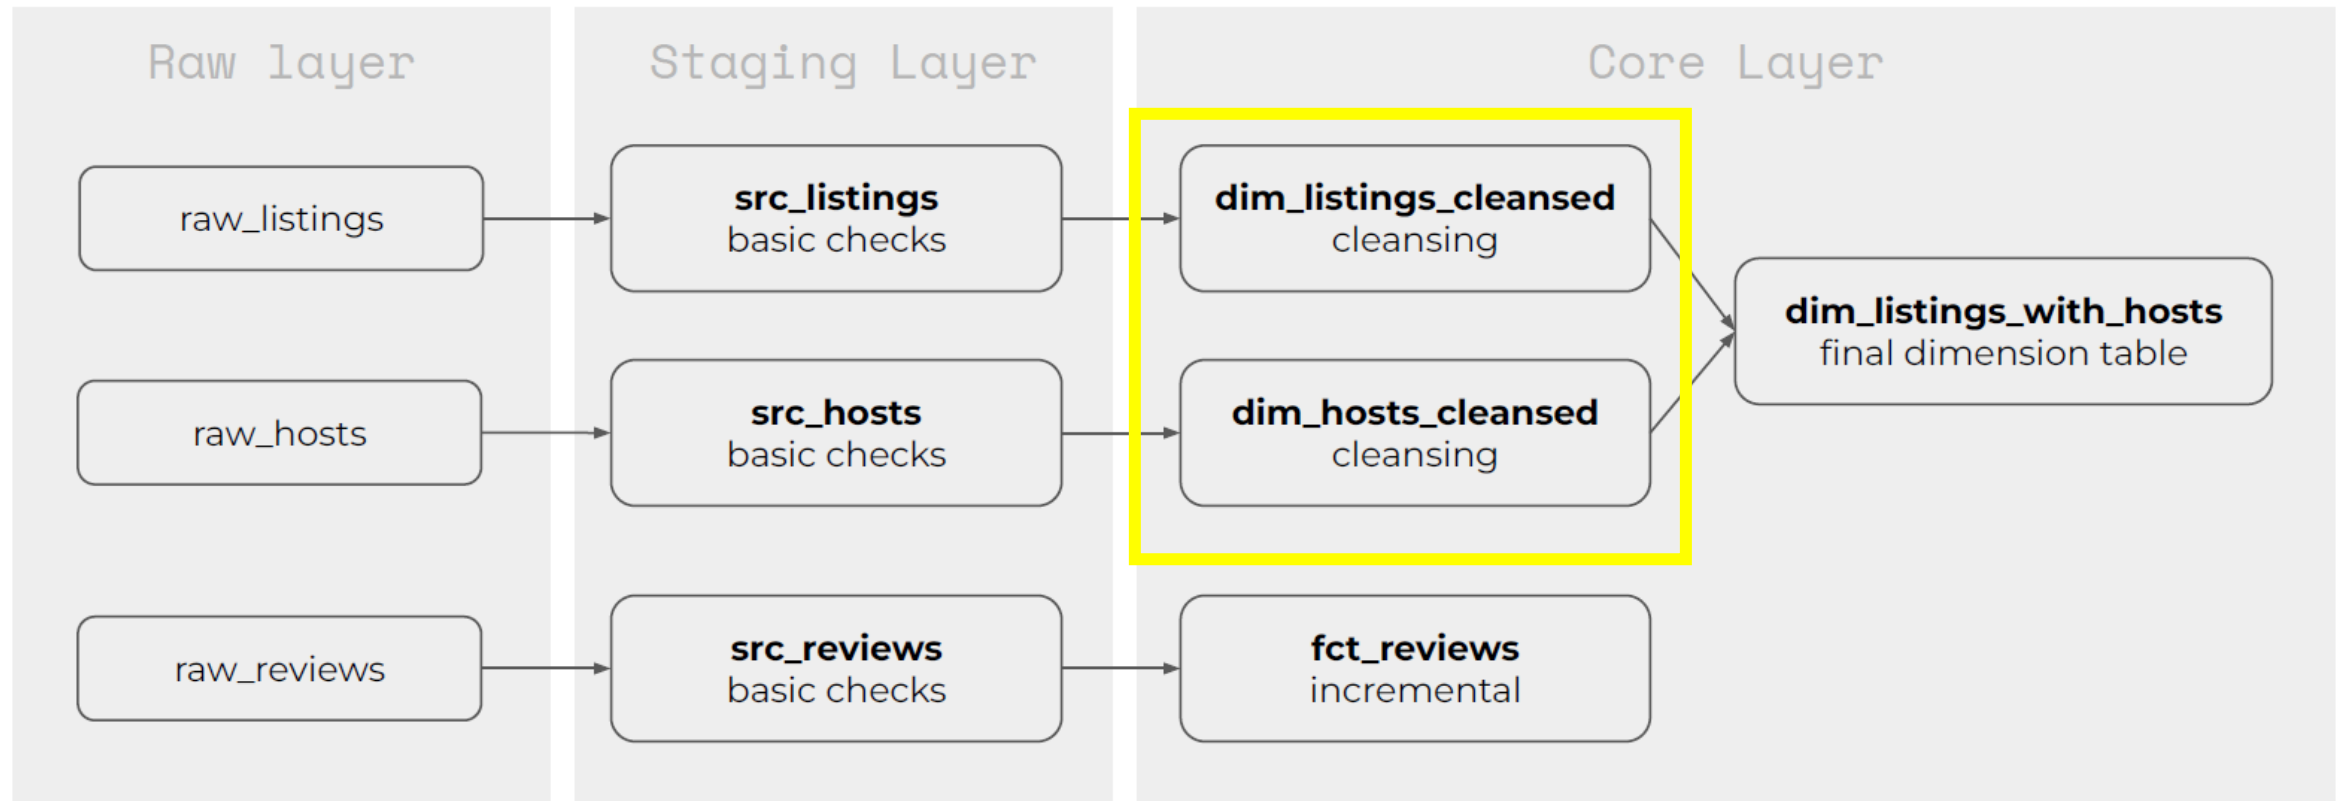 Raw layer
Staging Layer
Core Layer
raw_listings
src_listings
basic checks
dim_listings_cleansed
cleansing
dim_listings_with_hosts
final dimension table
raw_hosts
src_hosts
basic checks
dim_hosts_cleansed
cleansing
raw_reviews
src_reviews
basic checks
fct_reviews
incremental